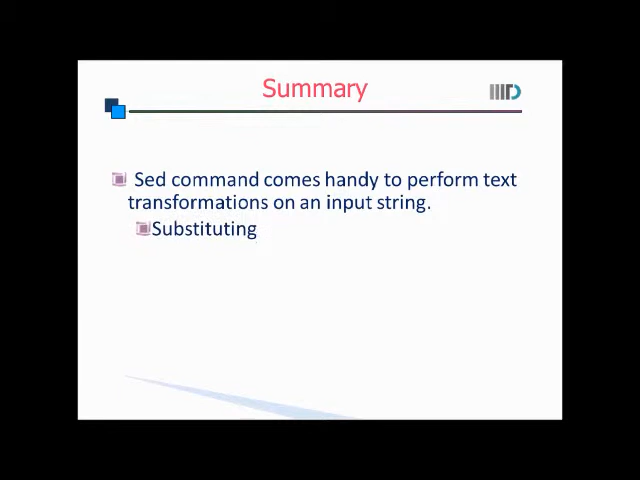 Summary
Sed command comes handy to perform text
transformations on an input string.
Substituting